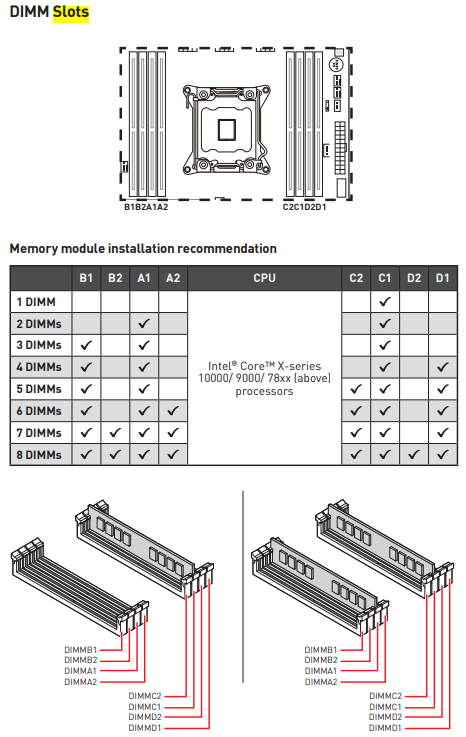 DIMM Slots
B1B2A1A2 C2C1D2D1
Memory module installation recommendation
B1 B2 A1 A2 CPU C2 C1 D2 D1
1 DIMM ✓
2 DIMMs ✓ ✓
3 DIMMs ✓ ✓ ✓
4 DIMMs ✓ ✓ ✓ ✓
5 DIMMs ✓ ✓ ✓ ✓ ✓
6 DIMMs ✓ ✓ ✓ ✓ ✓ ✓
7 DIMMs ✓ ✓ ✓ ✓ ✓ ✓ ✓
8 DIMMs ✓ ✓ ✓ ✓ ✓ ✓ ✓ ✓
Intel® Core™ X-series
10000/ 9000/ 78xx (above)
processors
DIMMB1
DIMMB2
DIMMA1
DIMMA2
DIMMC2
DIMMC1
DIMMD2
DIMMD1
DIMMB1
DIMMB2
DIMMA1
DIMMA2
DIMMC2
DIMMC1
DIMMD2
DIMMD1